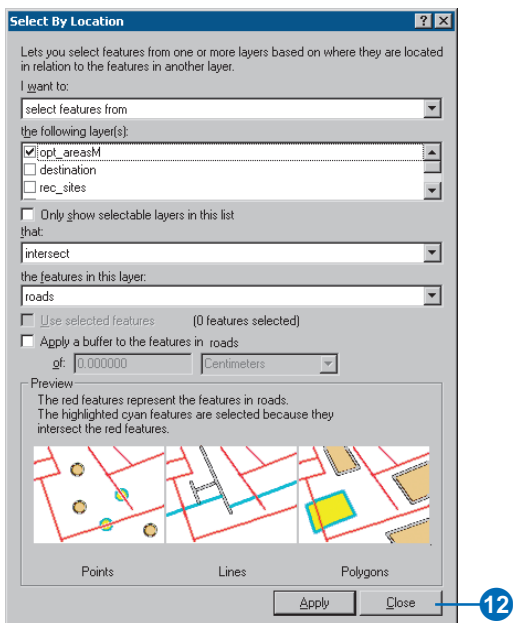 Select By Location
Lets you select features from one or more layers based on where they are located
in relation to the features in another layer.
I want to:
select features from
the following layer(s):
opt_areasM
destination
rec_sites
Only show selectable layers in this list
that:
intersect
the features in this layer:
roads
Use selected features (0 features selected)
Apply a buffer to the features in roads
of: 0.000000 Centimeters
Preview
The red features represent the features in roads.
The highlighted cyan features are selected because they
intersect the red features.
Points Lines Polygons
Apply Close 12